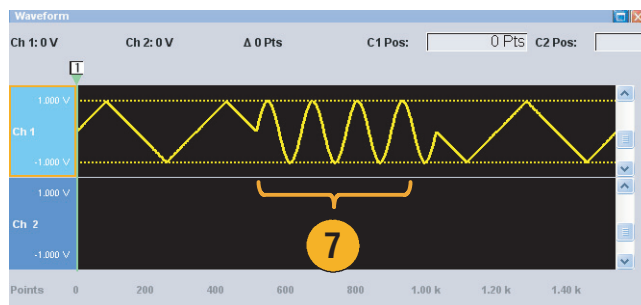 Waveform
Ch 1: 0 V Ch 2: 0 V Δ 0 Pts C1 Pos: 0 Pts C2 Pos:
1
1.000 V
Ch 1
-1.000 V
1.000 V
Ch 2
-1.000 V
7
Points 0 200 400 600 800 1.00 k 1.20 k 1.40 k